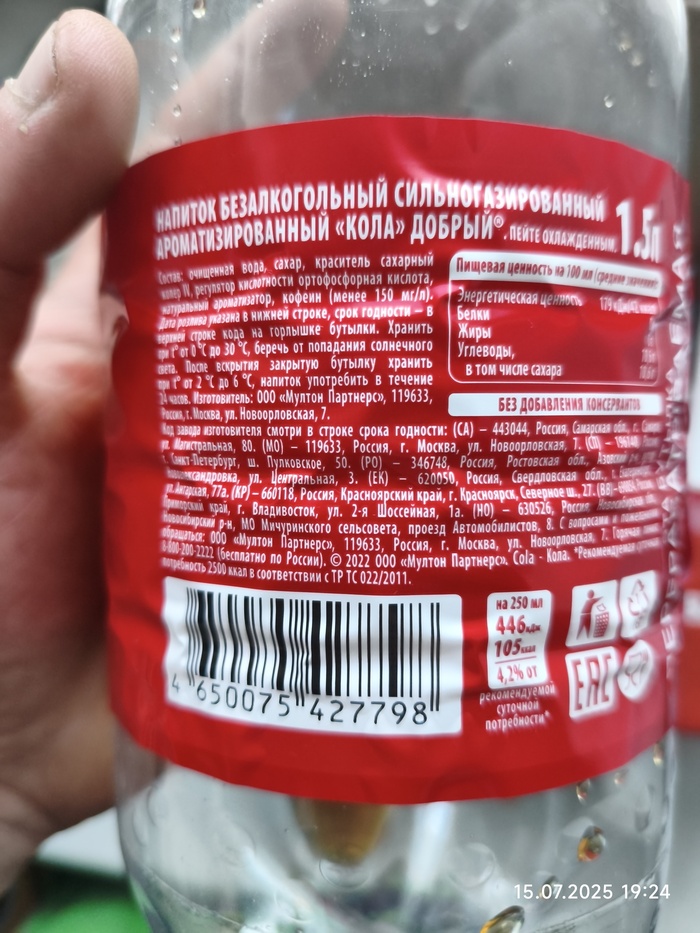 НАПИТОК БЕЗАЛКОГОЛЬНЫЙ СИЛЬНОГАЗИРОВАННЫЙ
АРОМАТИЗИРОВАННЫЙ «КОЛА» ДОБРЫЙ®. ПЕЙТЕ ОХЛАЖДЕННЫМ. 1.5л
Состав: очищенная вода, сахар, краситель сахарный
колер IV, регулятор кислотности ортофосфорная кислота,
натуральный ароматизатор, кофеин (менее 150 мг/л).
Дата розлива указана в нижней строке, срок годности – в
верхней строке кода на горлышке бутылки. Хранить
при t° от 0 °С до 30 °С, беречь от попадания солнечного
света. После вскрытия закрытую бутылку хранить
при t° от 2 °С до 6 °С, напиток употребить в течение
24 часов. Изготовитель: ООО «Мултон Партнерс», 119633,
Россия, г. Москва, ул. Новоорловская, 7.
Пищевая ценность на 100 мл (средние значения)
Энергетическая ценность
Белки
Жиры
Углеводы,
в том числе сахара
БЕЗ ДОБАВЛЕНИЯ КОНСЕРВАНТОВ
Код завода изготовителя смотри в строке срока годности: (СА) – 443044, Россия, Самарская обл., г.
ул. Магистральная, 80. (МО) – 119633, Россия, г. Москва, ул. Новоорловская, 7. (СП) –
г. Санкт-Петербург, ш. Пулковское, 50. (РО) – 346748, Россия, Ростовская обл.,
ул. Центральная, 3. (ЕК) – 620050, Россия, Свердловская обл.,
ул. Ангарская, 77а. (КР) – 660118, Россия, Красноярский край, г. Красноярск, Северное ш., 27. (ВВ) –
Приморский край, г. Владивосток, ул. 2-я Шоссейная, 1а. (НО) – 630526, Россия,
Новосибирский р-н, МО Мичуринского сельсовета, проезд Автомобилистов, 8. С вопросами и
обращаться: ООО «Мултон Партнерс», 119633, Россия, г. Москва, ул. Новоорловская, 7. Горячая
8-800-200-2222 (бесплатно по России). © 2022 ООО «Мултон Партнерс». Cola - Кола. *Рекомендуемая
потребность 2500 ккал в соответствии с ТР ТС 022/2011.
4 650075 427798
на 250 мл
446 кДж
105 ккал
4,2% от
рекомендуемой
суточной
потребности*
EAC
15.07.2025 19:24